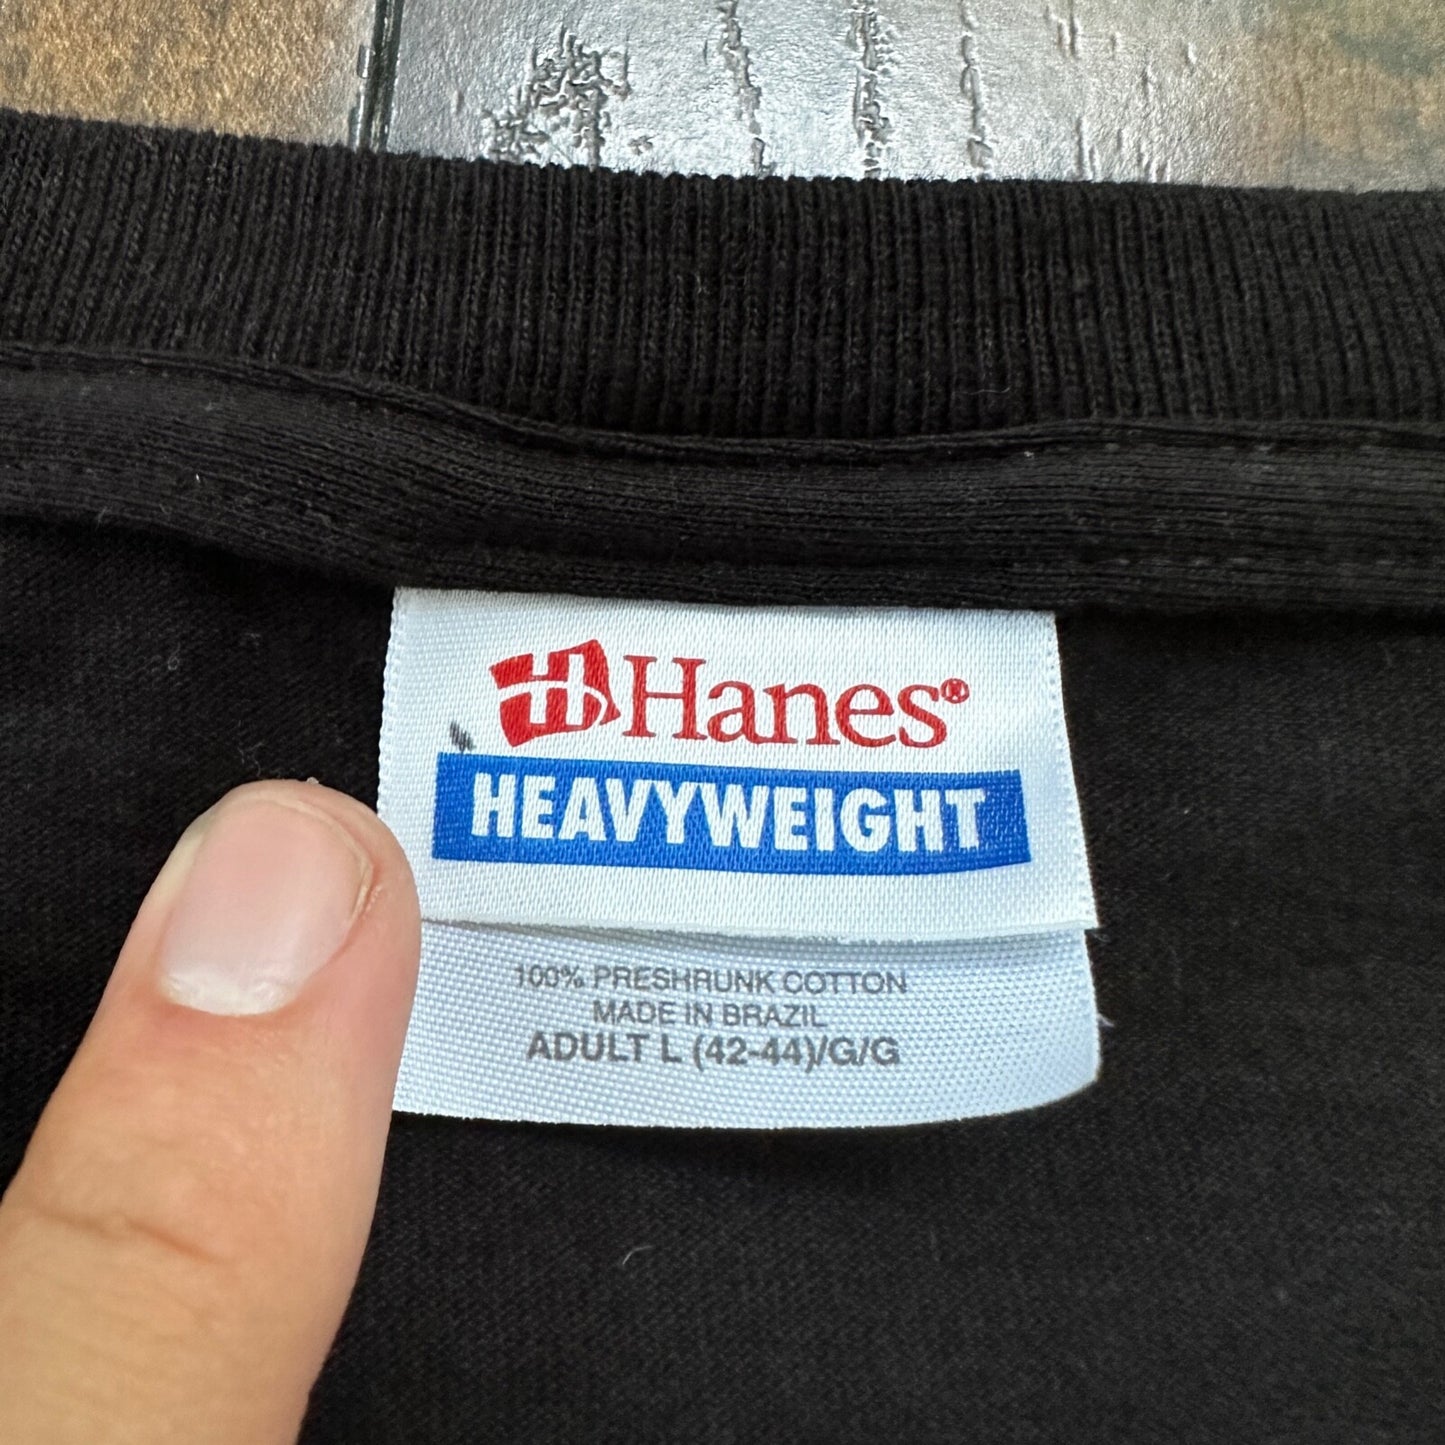 Hanes®
HEAVYWEIGHT
100% PRESHRUNK COTTON
MADE IN BRAZIL
ADULT L (42-44)/G/G